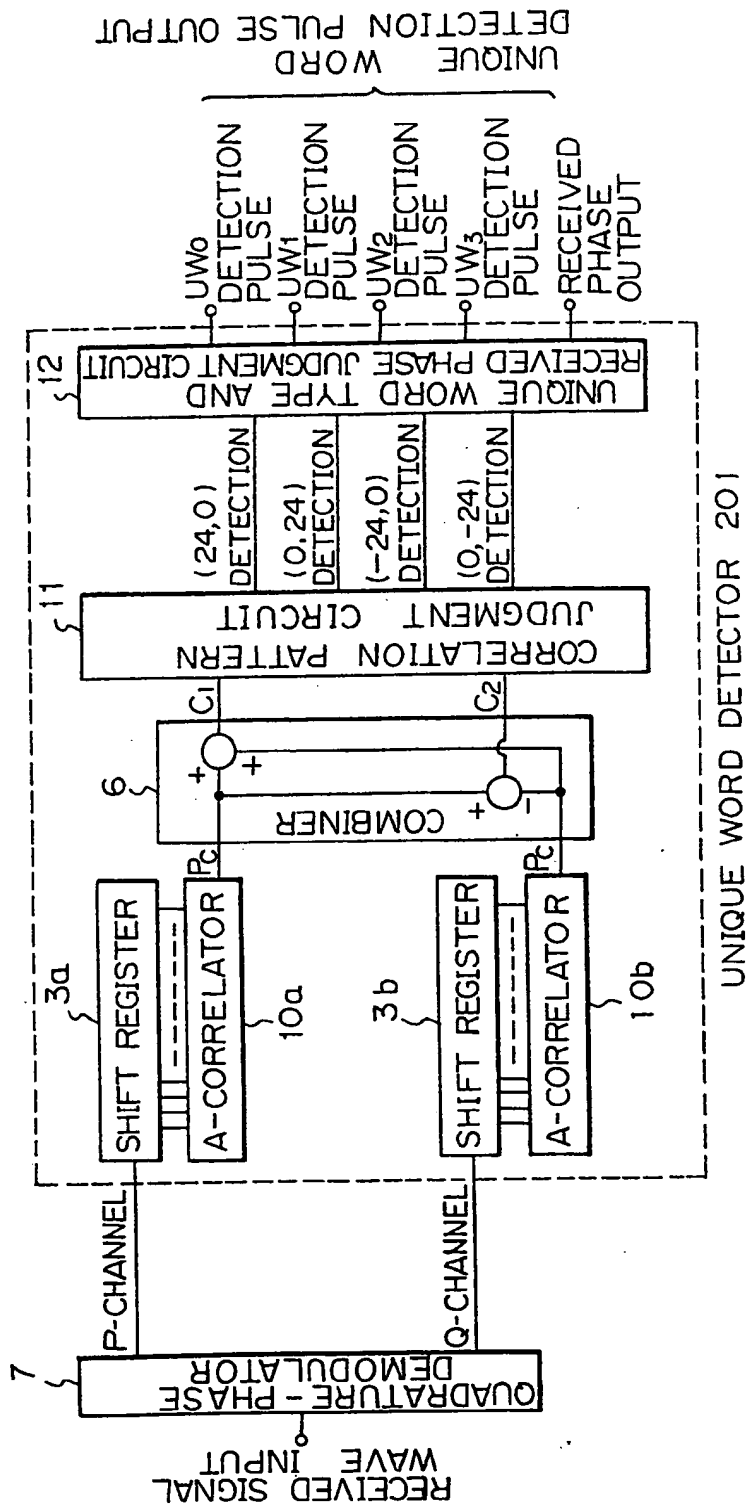 RECEIVED SIGNAL
WAVE INPUT
7
QUADRATURE-PHASE
DEMODULATOR
P-CHANNEL
Q-CHANNEL
3a
SHIFT REGISTER
A-CORRELATOR
10a
3b
SHIFT REGISTER
A-CORRELATOR
10b
PC
PC
6
COMBINER
+
+
+
-
C1
C2
11
CORRELATION PATTERN
JUDGMENT CIRCUIT
(24,0)
DETECTION
(0,24)
DETECTION
(-24,0)
DETECTION
(0,-24)
DETECTION
12
UNIQUE WORD TYPE AND
RECEIVED PHASE JUDGMENT CIRCUIT
UW0
DETECTION
PULSE
UW1
DETECTION
PULSE
UW2
DETECTION
PULSE
UW3
DETECTION
PULSE
RECEIVED
PHASE
OUTPUT
UNIQUE WORD
DETECTION PULSE OUTPUT
UNIQUE WORD DETECTOR 201